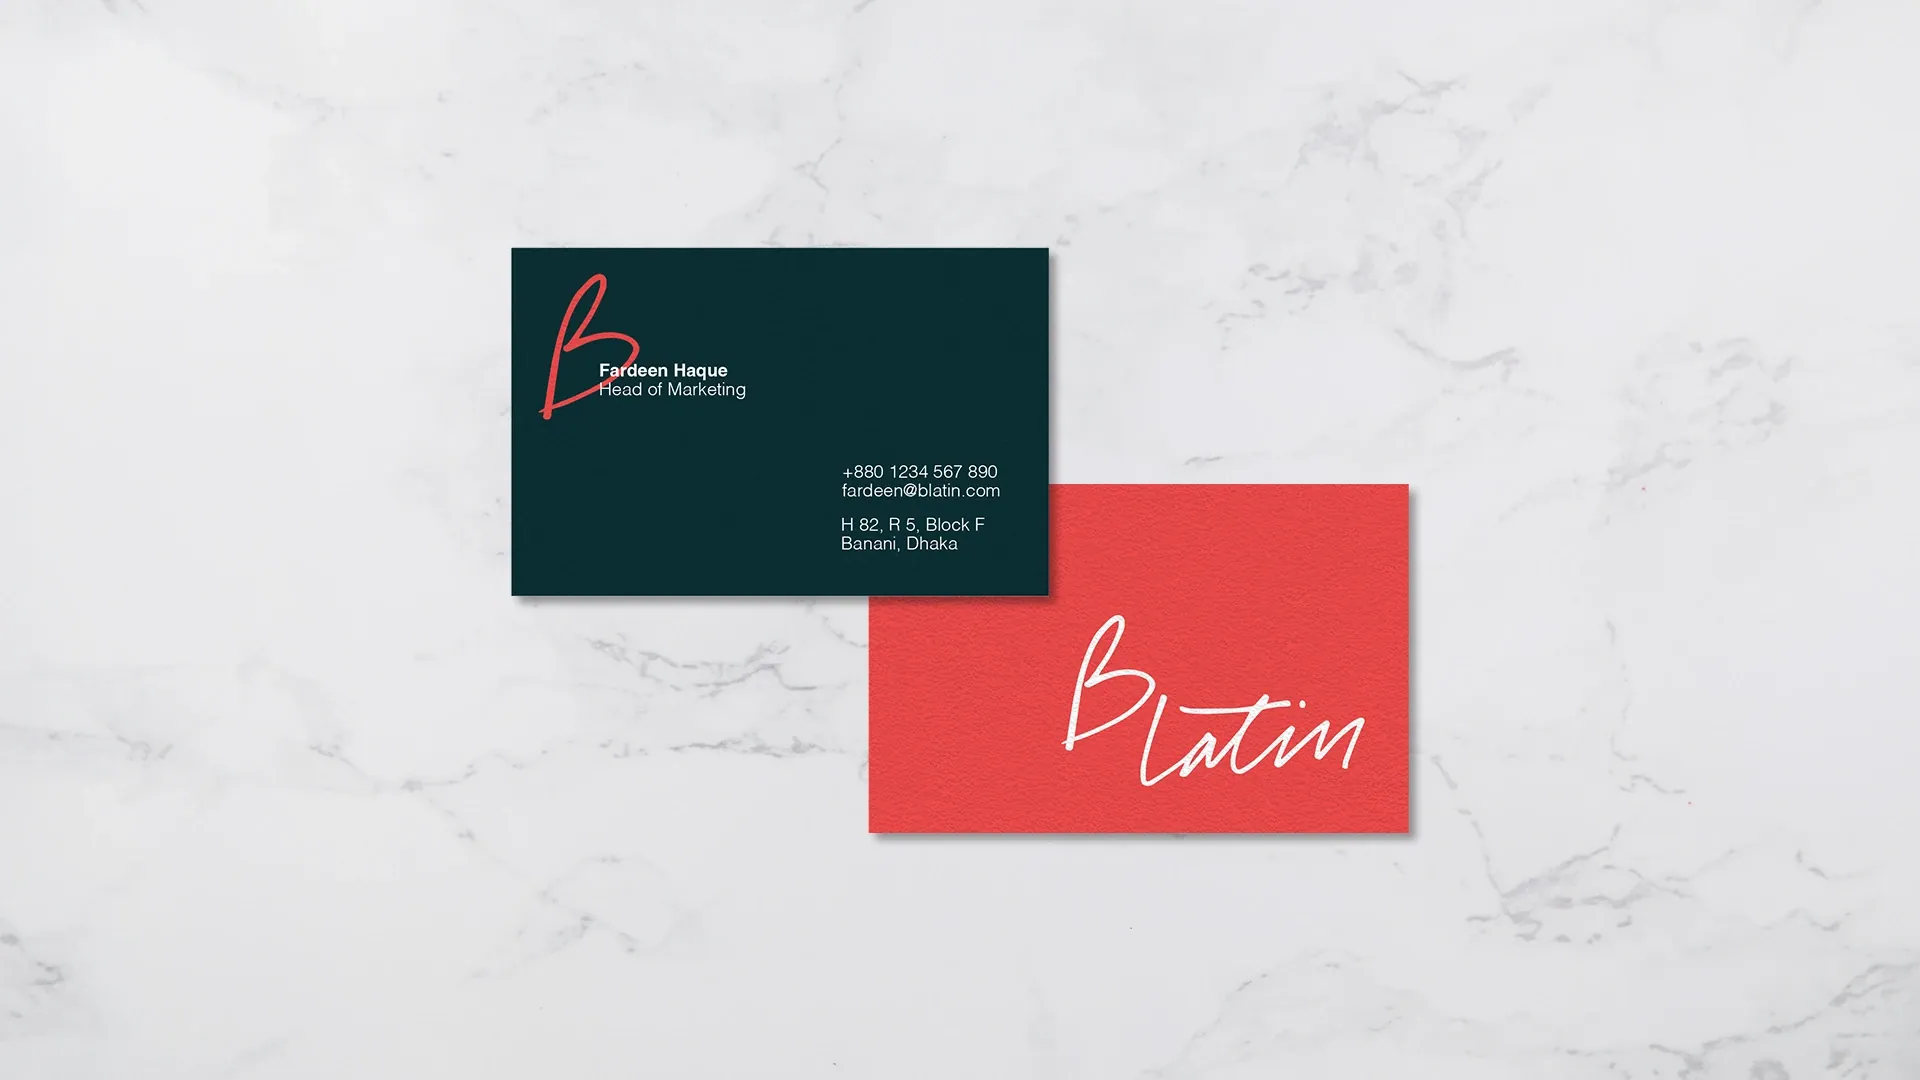 B
Fardeen Haque
Head of Marketing
+880 1234 567 890
fardeen@blatin.com
H 82, R 5, Block F
Banani, Dhaka
Blatin